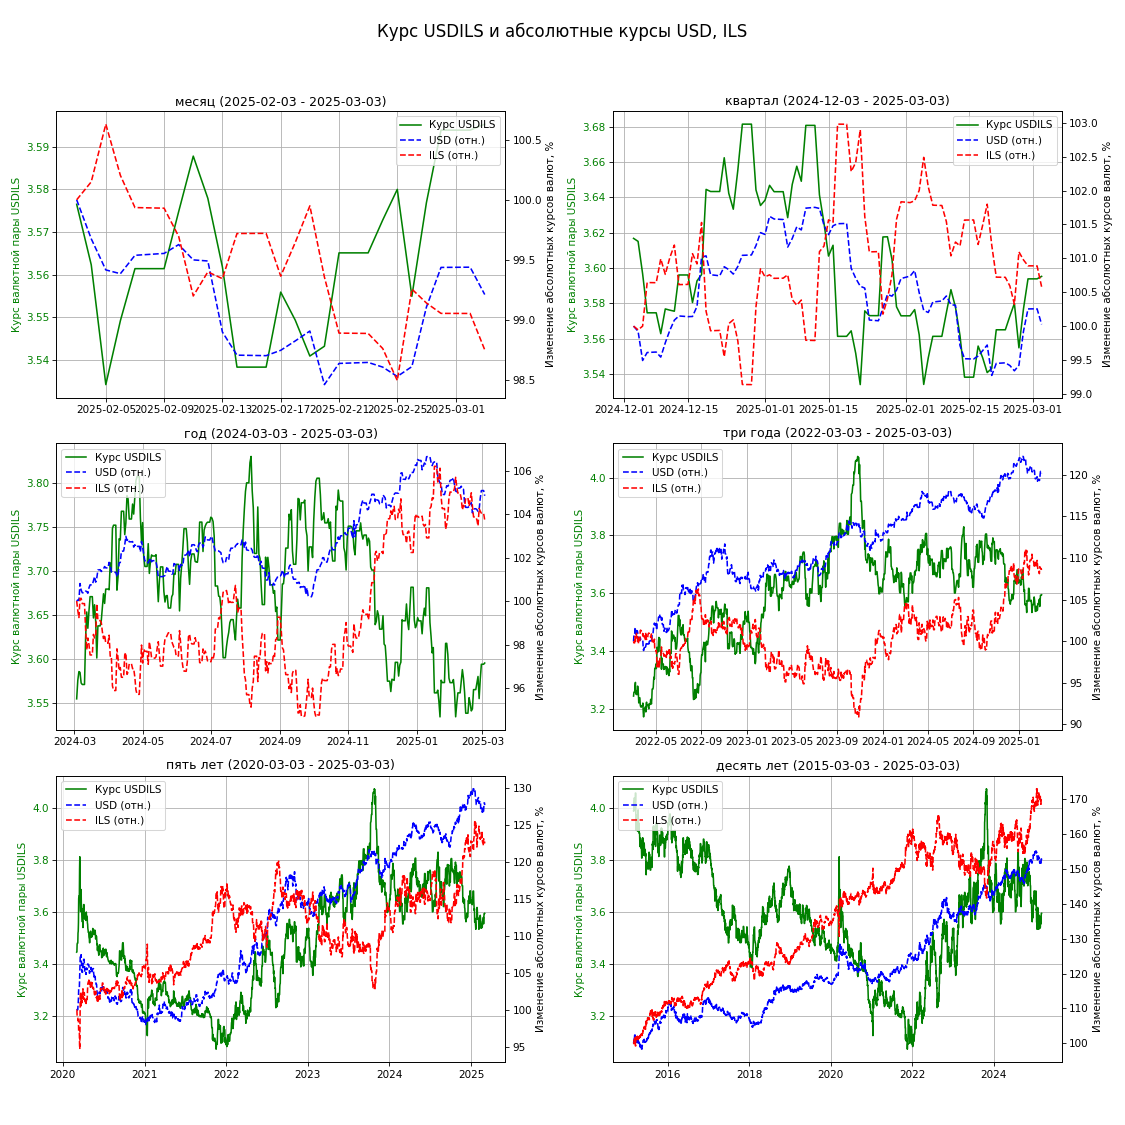 Курс USDILS и абсолютные курсы USD, ILS
месяц (2025-02-03 - 2025-03-03)
Курс USDILS
USD (отн.)
ILS (отн.)
Курс валютной пары USDILS
3.59
3.58
3.57
3.56
3.55
3.54
100.5
100.0
99.5
99.0
98.5
Изменение абсолютных курсов валют, %
2025-02-05 2025-02-09 2025-02-13 2025-02-17 2025-02-21 2025-02-25 2025-03-01
квартал (2024-12-03 - 2025-03-03)
Курс USDILS
USD (отн.)
ILS (отн.)
Курс валютной пары USDILS
3.68
3.66
3.64
3.62
3.60
3.58
3.56
3.54
103.0
102.5
102.0
101.5
101.0
100.5
100.0
99.5
99.0
Изменение абсолютных курсов валют, %
2024-12-01 2024-12-15 2025-01-01 2025-01-15 2025-02-01 2025-02-15 2025-03-01
год (2024-03-03 - 2025-03-03)
Курс USDILS
USD (отн.)
ILS (отн.)
Курс валютной пары USDILS
3.80
3.75
3.70
3.65
3.60
3.55
106
104
102
100
98
96
Изменение абсолютных курсов валют, %
2024-03 2024-05 2024-07 2024-09 2024-11 2025-01 2025-03
три года (2022-03-03 - 2025-03-03)
Курс USDILS
USD (отн.)
ILS (отн.)
Курс валютной пары USDILS
4.0
3.8
3.6
3.4
3.2
120
115
110
105
100
95
90
Изменение абсолютных курсов валют, %
2022-05 2022-09 2023-01 2023-05 2023-09 2024-01 2024-05 2024-09 2025-01
пять лет (2020-03-03 - 2025-03-03)
Курс USDILS
USD (отн.)
ILS (отн.)
Курс валютной пары USDILS
4.0
3.8
3.6
3.4
3.2
130
125
120
115
110
105
100
95
Изменение абсолютных курсов валют, %
2020 2021 2022 2023 2024 2025
десять лет (2015-03-03 - 2025-03-03)
Курс USDILS
USD (отн.)
ILS (отн.)
Курс валютной пары USDILS
4.0
3.8
3.6
3.4
3.2
170
160
150
140
130
120
110
100
Изменение абсолютных курсов валют, %
2016 2018 2020 2022 2024